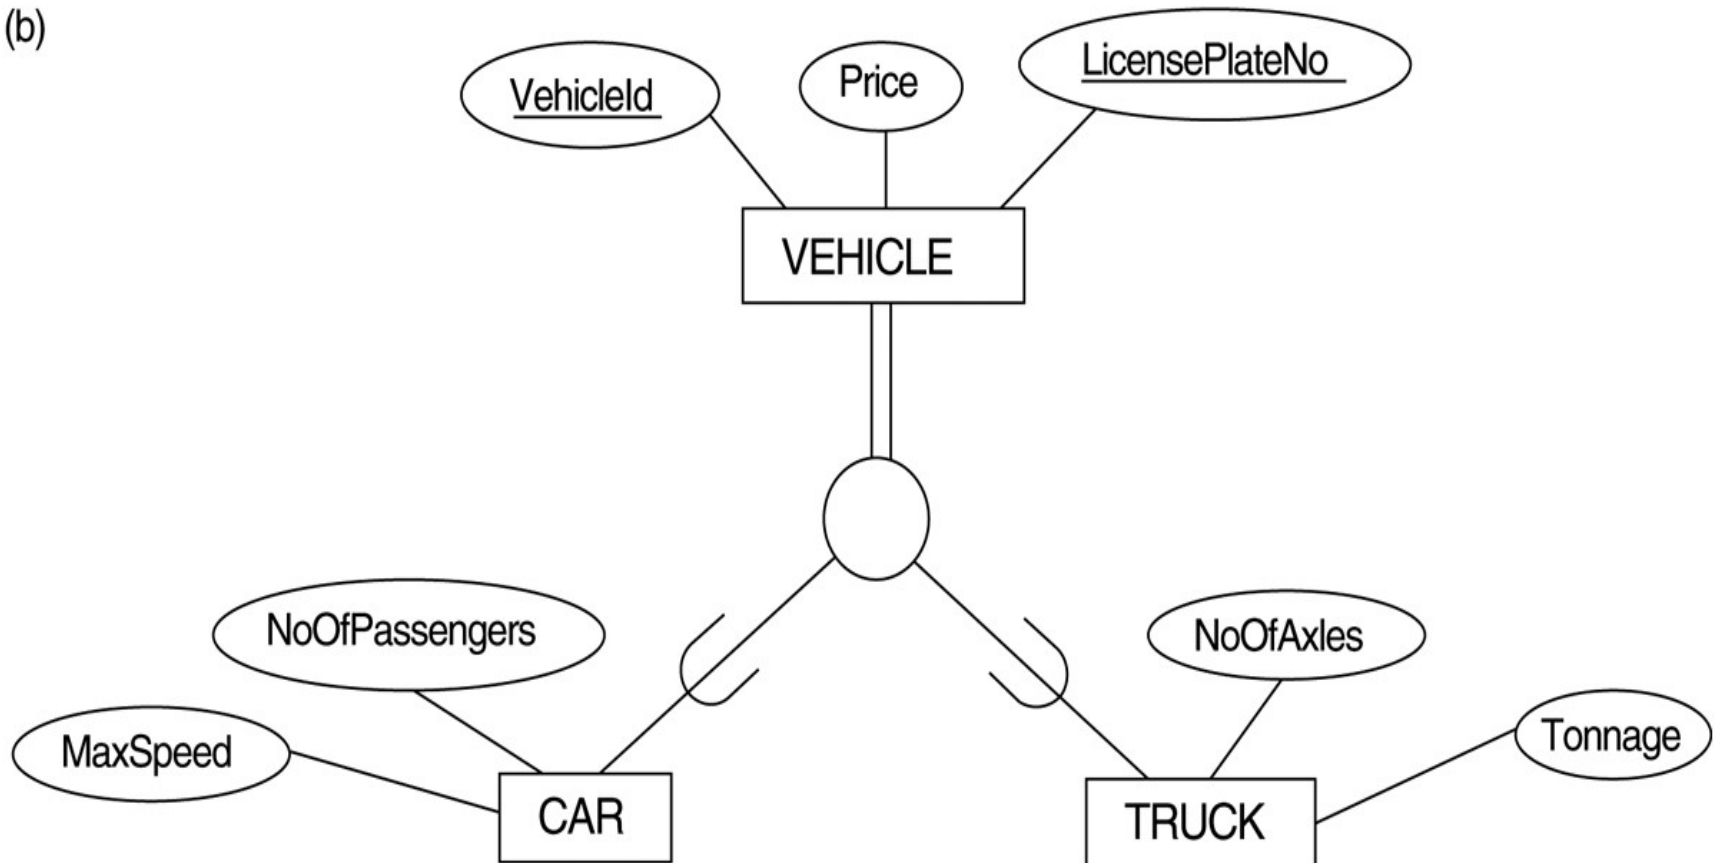 (b)
VehicleId
Price
LicensePlateNo
VEHICLE
NoOfPassengers
NoOfAxles
MaxSpeed
Tonnage
CAR
TRUCK